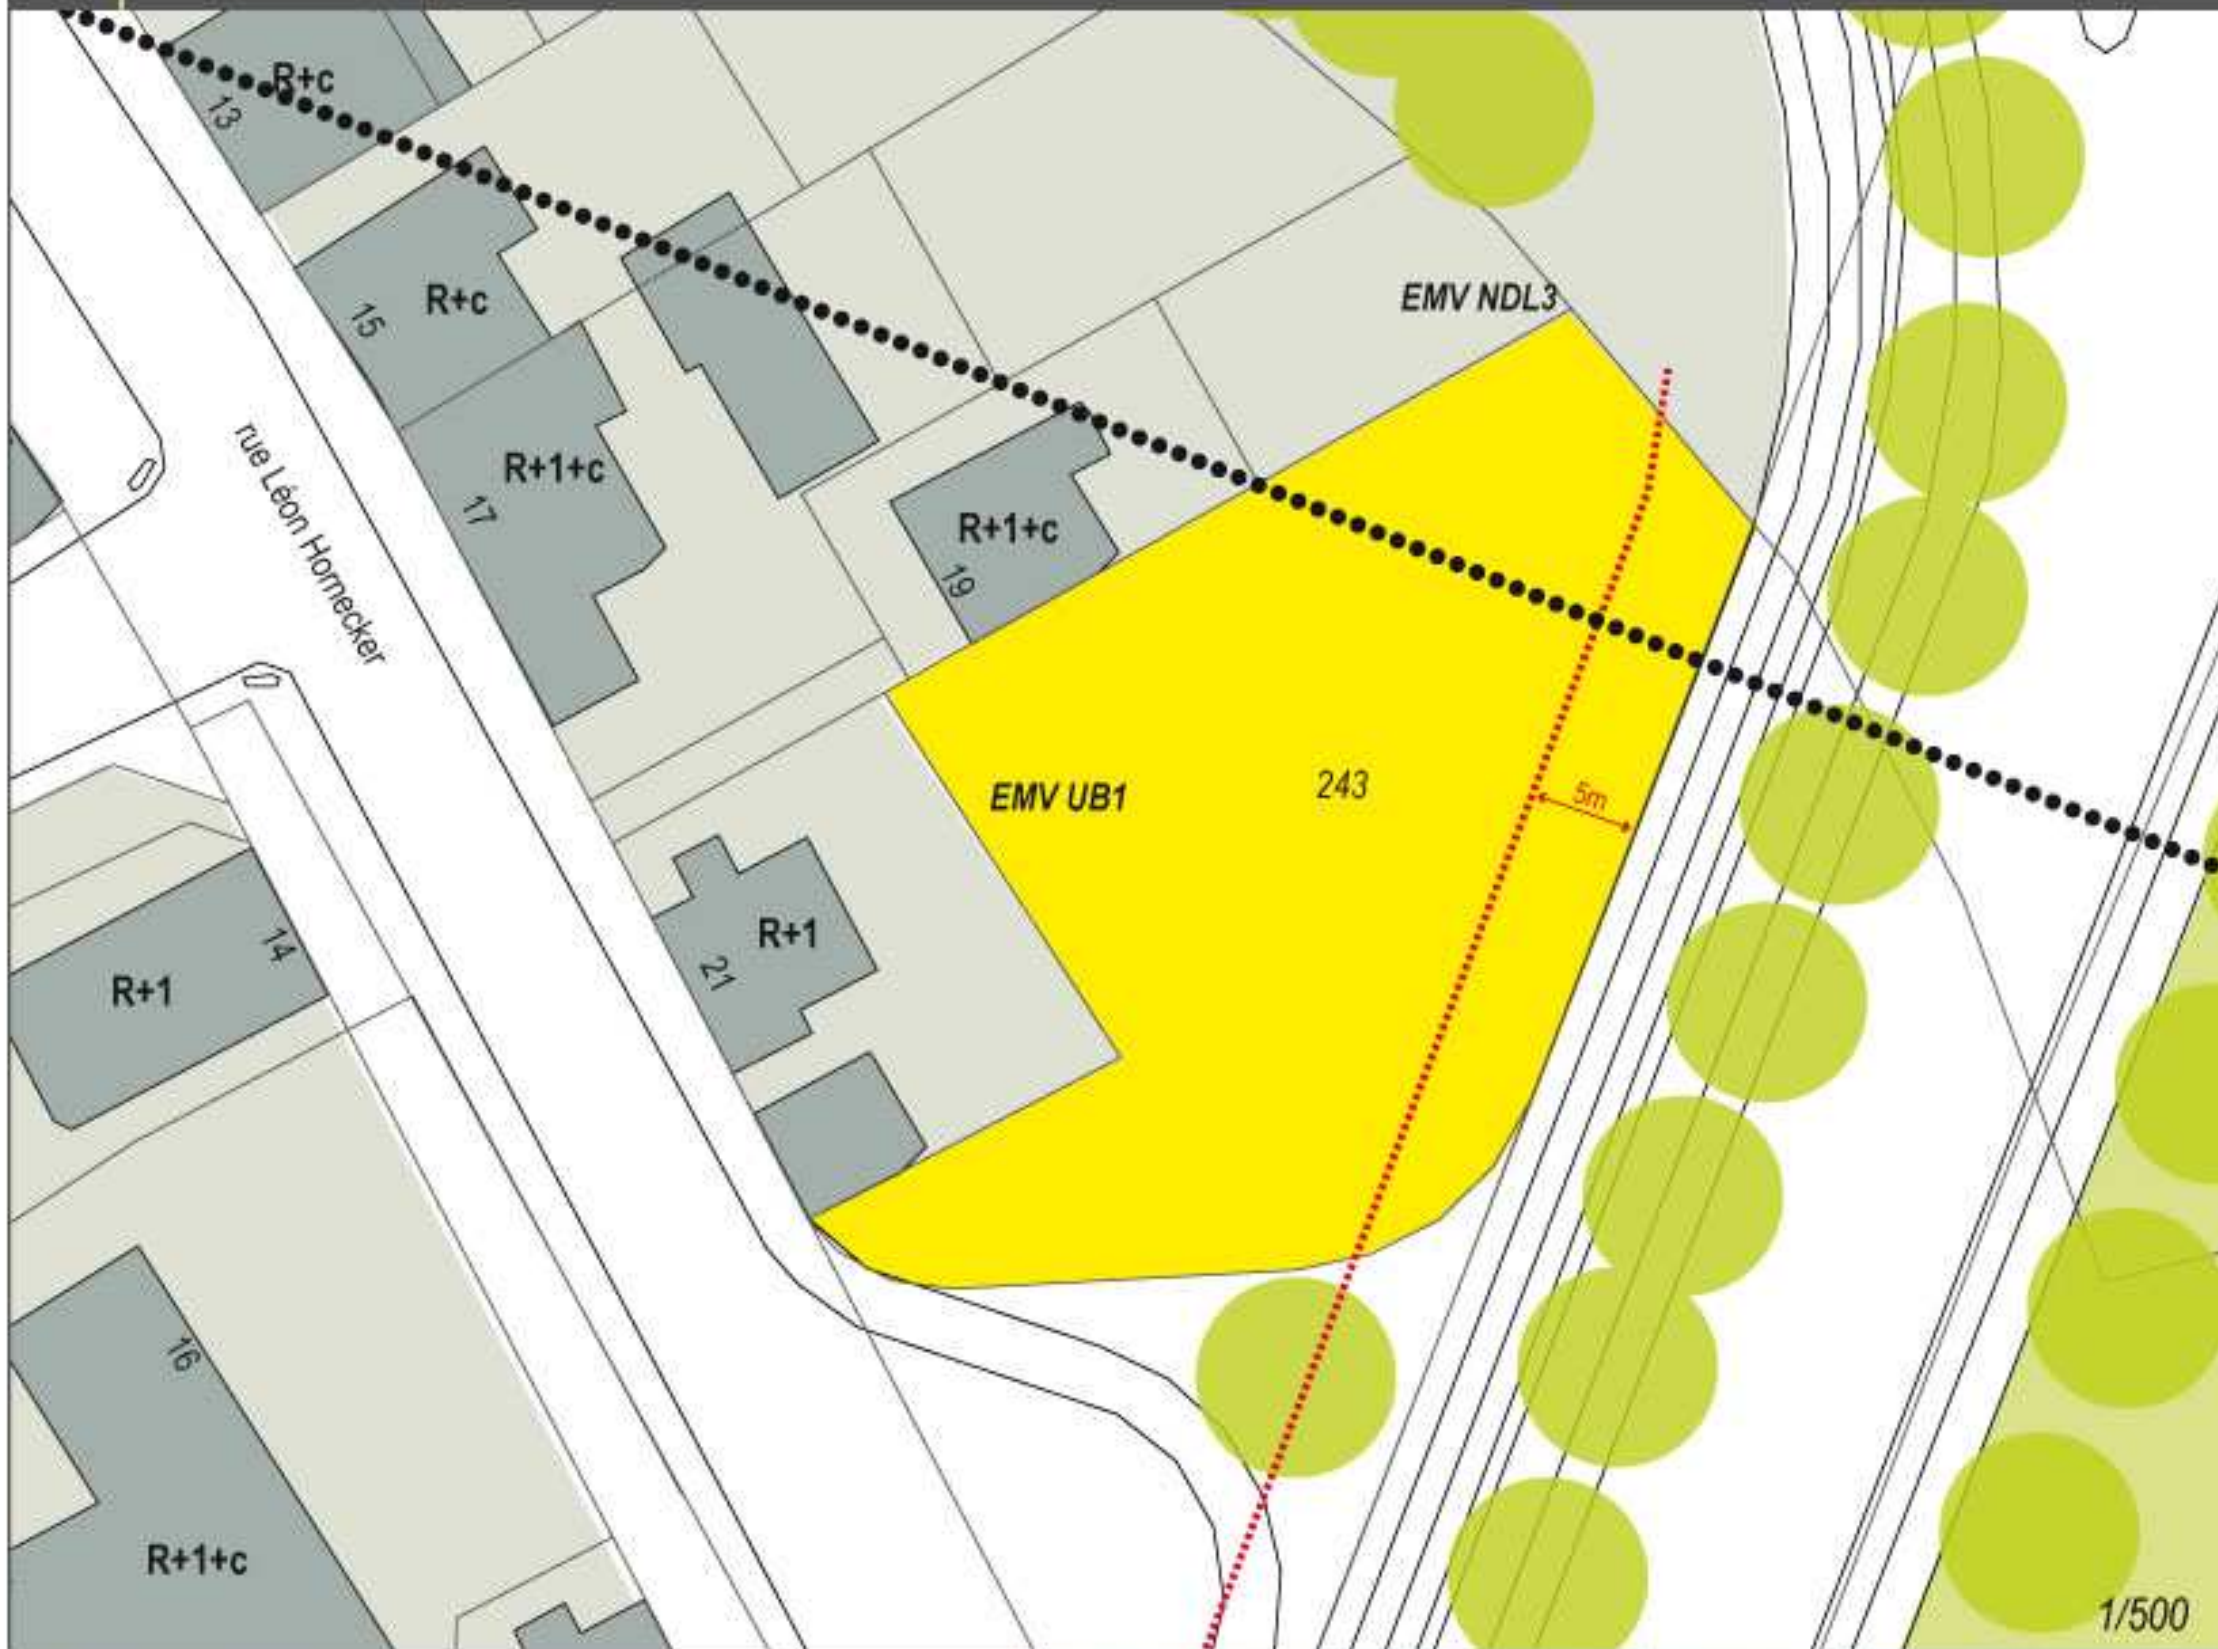 R+c
13
R+c
15
EMV NDL3
R+1+c
17
rue Léon Hornecker
R+1+c
19
EMV UB1
243
5m
R+1
21
14
R+1
16
R+1+c
1/500